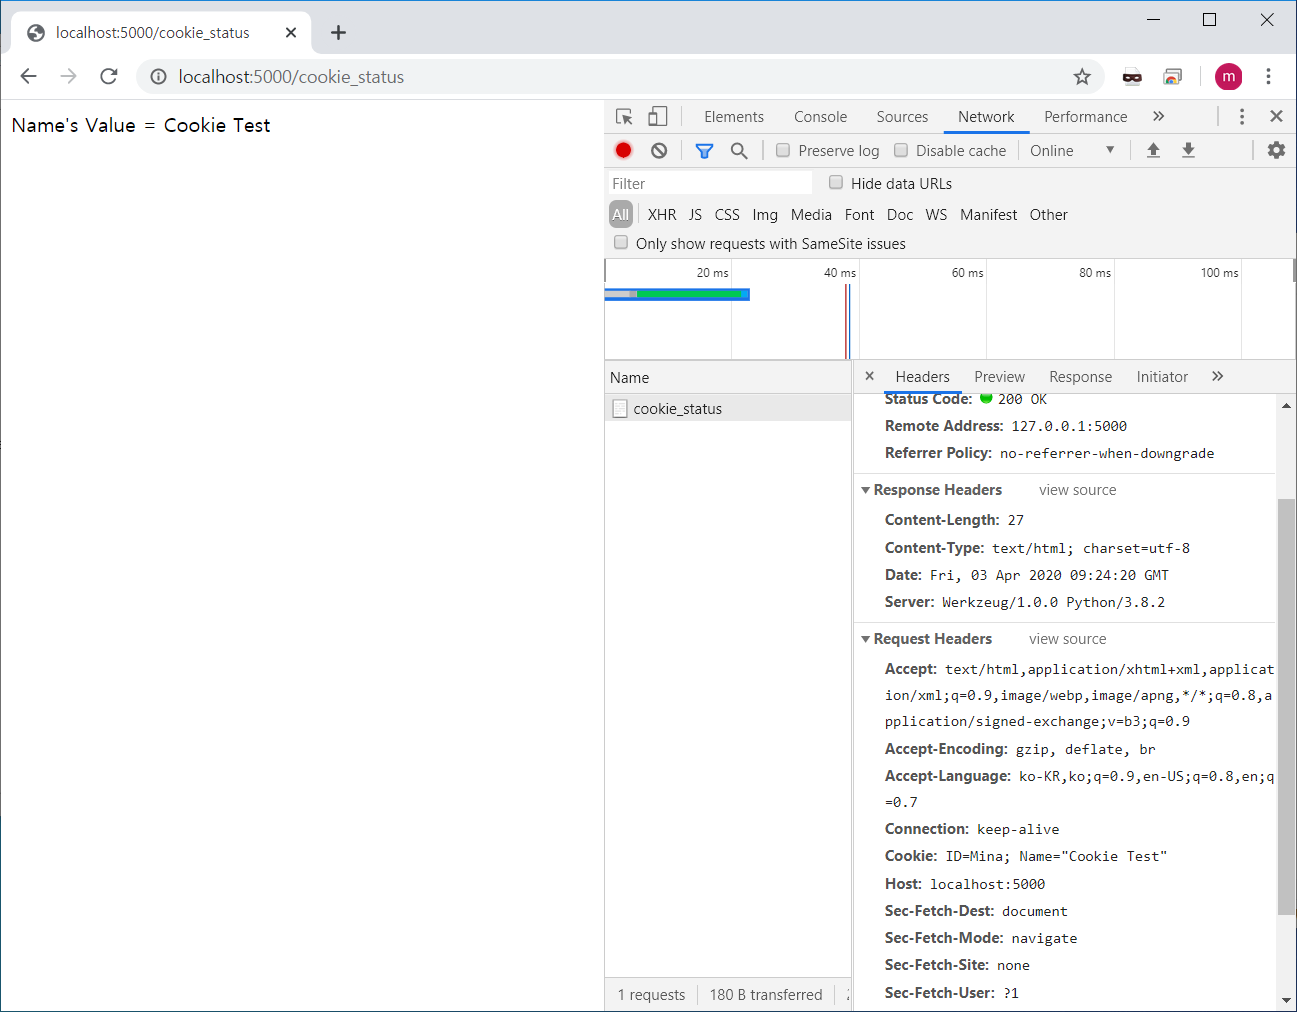 localhost:5000/cookie_status
localhost:5000/cookie_status
m
Name's Value = Cookie Test
Elements Console Sources Network Performance
Preserve log Disable cache Online
Filter Hide data URLs
All XHR JS CSS Img Media Font Doc WS Manifest Other
Only show requests with SameSite issues
20 ms 40 ms 60 ms 80 ms 100 ms
Name
cookie_status
Headers Preview Response Initiator
Status Code: 200 OK
Remote Address: 127.0.0.1:5000
Referrer Policy: no-referrer-when-downgrade
Response Headers view source
Content-Length: 27
Content-Type: text/html; charset=utf-8
Date: Fri, 03 Apr 2020 09:24:20 GMT
Server: Werkzeug/1.0.0 Python/3.8.2
Request Headers view source
Accept: text/html,application/xhtml+xml,applicat
ion/xml;q=0.9,image/webp,image/apng,*/*;q=0.8,a
pplication/signed-exchange;v=b3;q=0.9
Accept-Encoding: gzip, deflate, br
Accept-Language: ko-KR,ko;q=0.9,en-US;q=0.8,en;q
=0.7
Connection: keep-alive
Cookie: ID=Mina; Name="Cookie Test"
Host: localhost:5000
Sec-Fetch-Dest: document
Sec-Fetch-Mode: navigate
Sec-Fetch-Site: none
Sec-Fetch-User: ?1
1 requests 180 B transferred